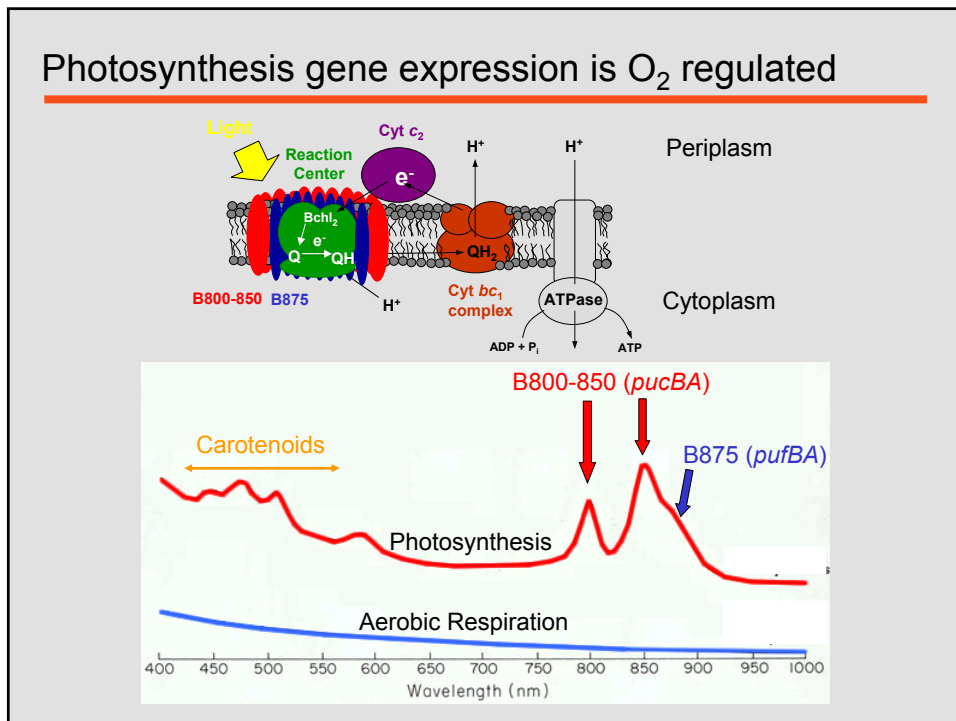 Photosynthesis gene expression is O₂ regulated
Light
Cyt c₂
H⁺
H⁺
Periplasm
Reaction
Center
e⁻
Bchl₂
e⁻
Q
QH
QH₂
B800-850 B875
H⁺
Cyt bc₁
complex
ATPase
Cytoplasm
ADP + Pᵢ
ATP
B800-850 (pucBA)
Carotenoids
B875 (pufBA)
Photosynthesis
Aerobic Respiration
400 450 500 550 600 650 700 750 800 850 900 950 1000
Wavelength (nm)